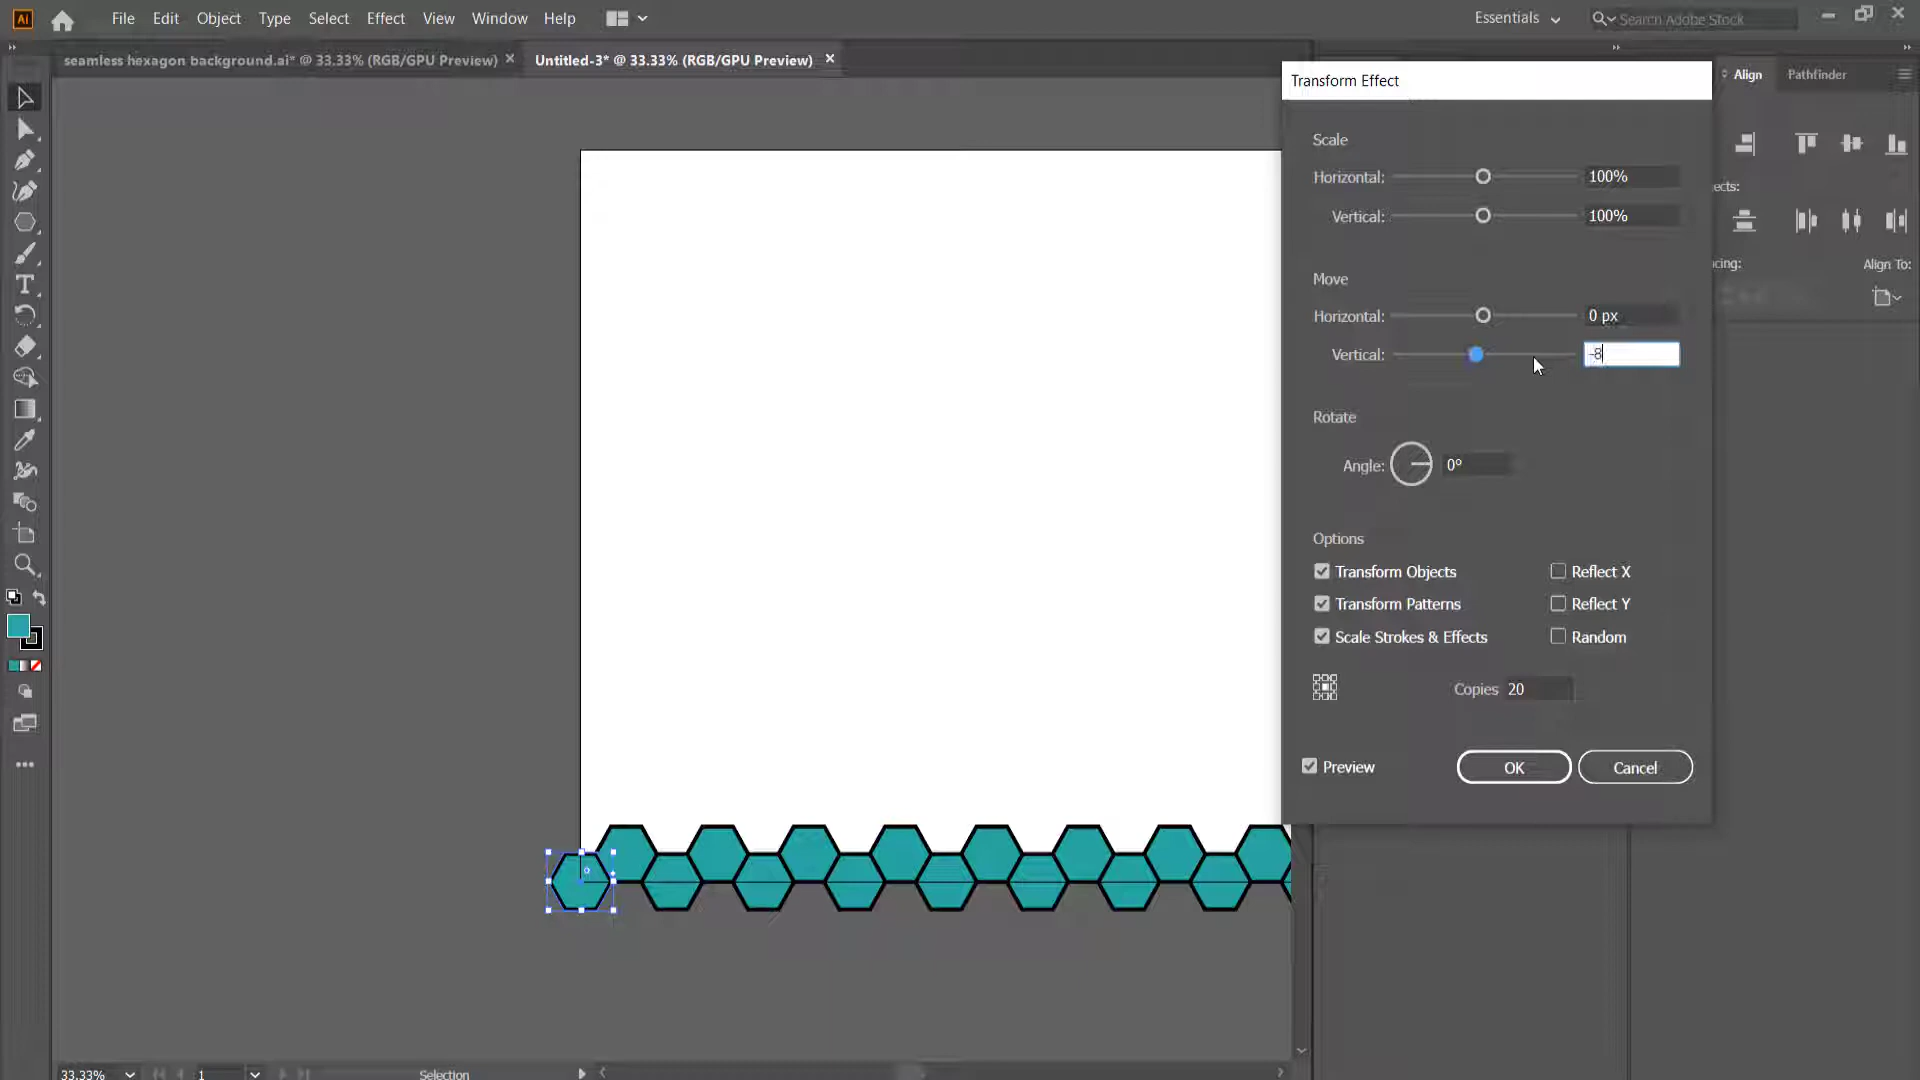 Ai File Edit Object Type Select Effect View Window Help Essentials Search Adobe Stock
seamless hexagon background.ai* @ 33.33% (RGB/GPU Preview) × Untitled-3* @ 33.33% (RGB/GPU Preview) ×
Transform Effect
Align Pathfinder
Scale
Horizontal: 100%
Vertical: 100%
ects:
Move
cing: Align To:
Horizontal: 0 px
Vertical: -8
Rotate
Angle: 0°
Options
Transform Objects Reflect X
Transform Patterns Reflect Y
Scale Strokes & Effects Random
Copies 20
Preview OK Cancel
33.33% 1 Selection